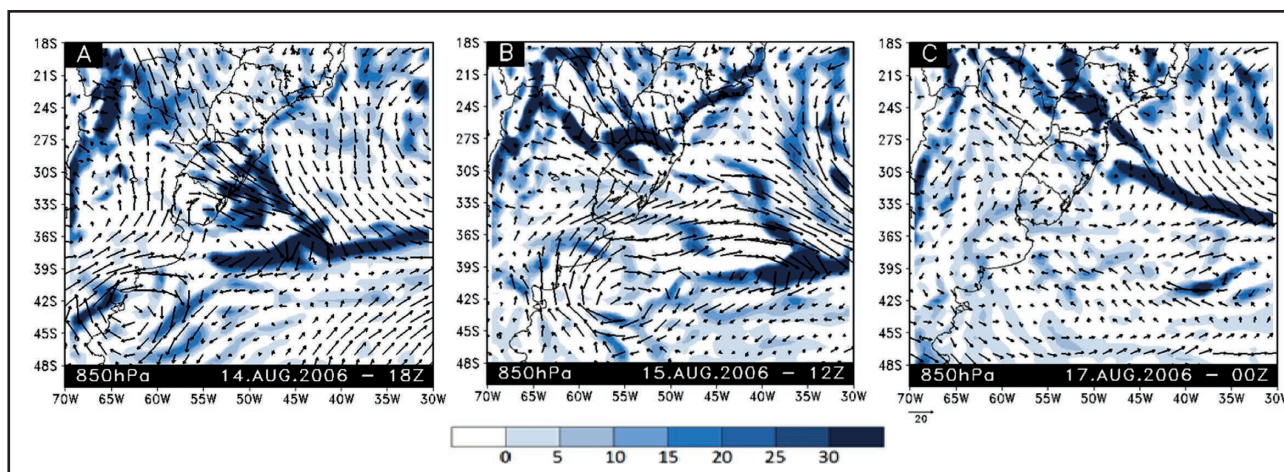 A
18S
21S
24S
27S
30S
33S
36S
39S
42S
45S
48S
850hPa 14.AUG.2006 – 18Z
70W 65W 60W 55W 50W 45W 40W 35W 30W
B
18S
21S
24S
27S
30S
33S
36S
39S
42S
45S
48S
850hPa 15.AUG.2006 – 12Z
70W 65W 60W 55W 50W 45W 40W 35W 30W
C
18S
21S
24S
27S
30S
33S
36S
39S
42S
45S
48S
850hPa 17.AUG.2006 – 00Z
70W 65W 60W 55W 50W 45W 40W 35W 30W
20
0 5 10 15 20 25 30